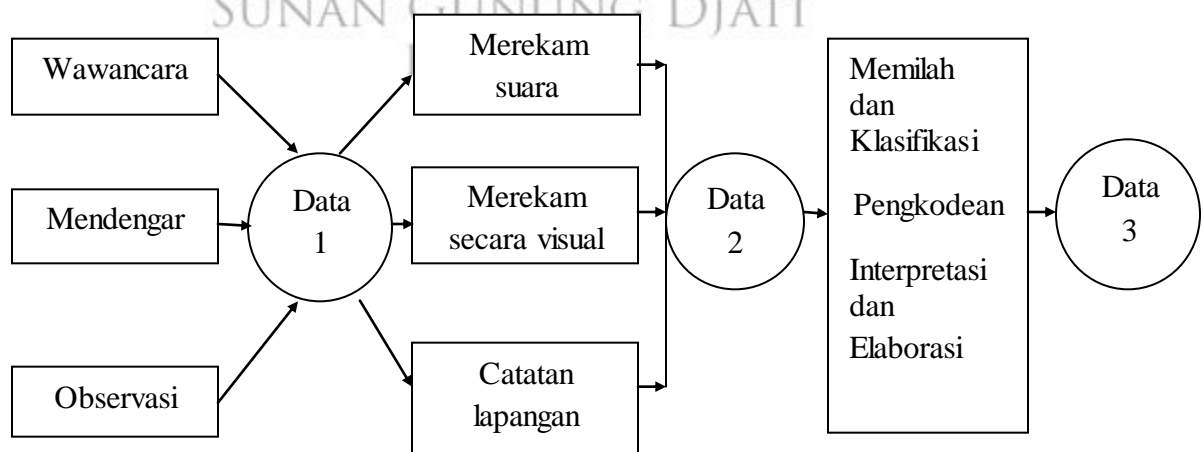 SUNAN GUNUNG DJATI
Wawancara
Mendengar
Observasi
Data
1
Merekam
suara
Merekam
secara visual
Catatan
lapangan
Data
2
Memilah
dan
Klasifikasi
Pengkodean
Interpretasi
dan
Elaborasi
Data
3